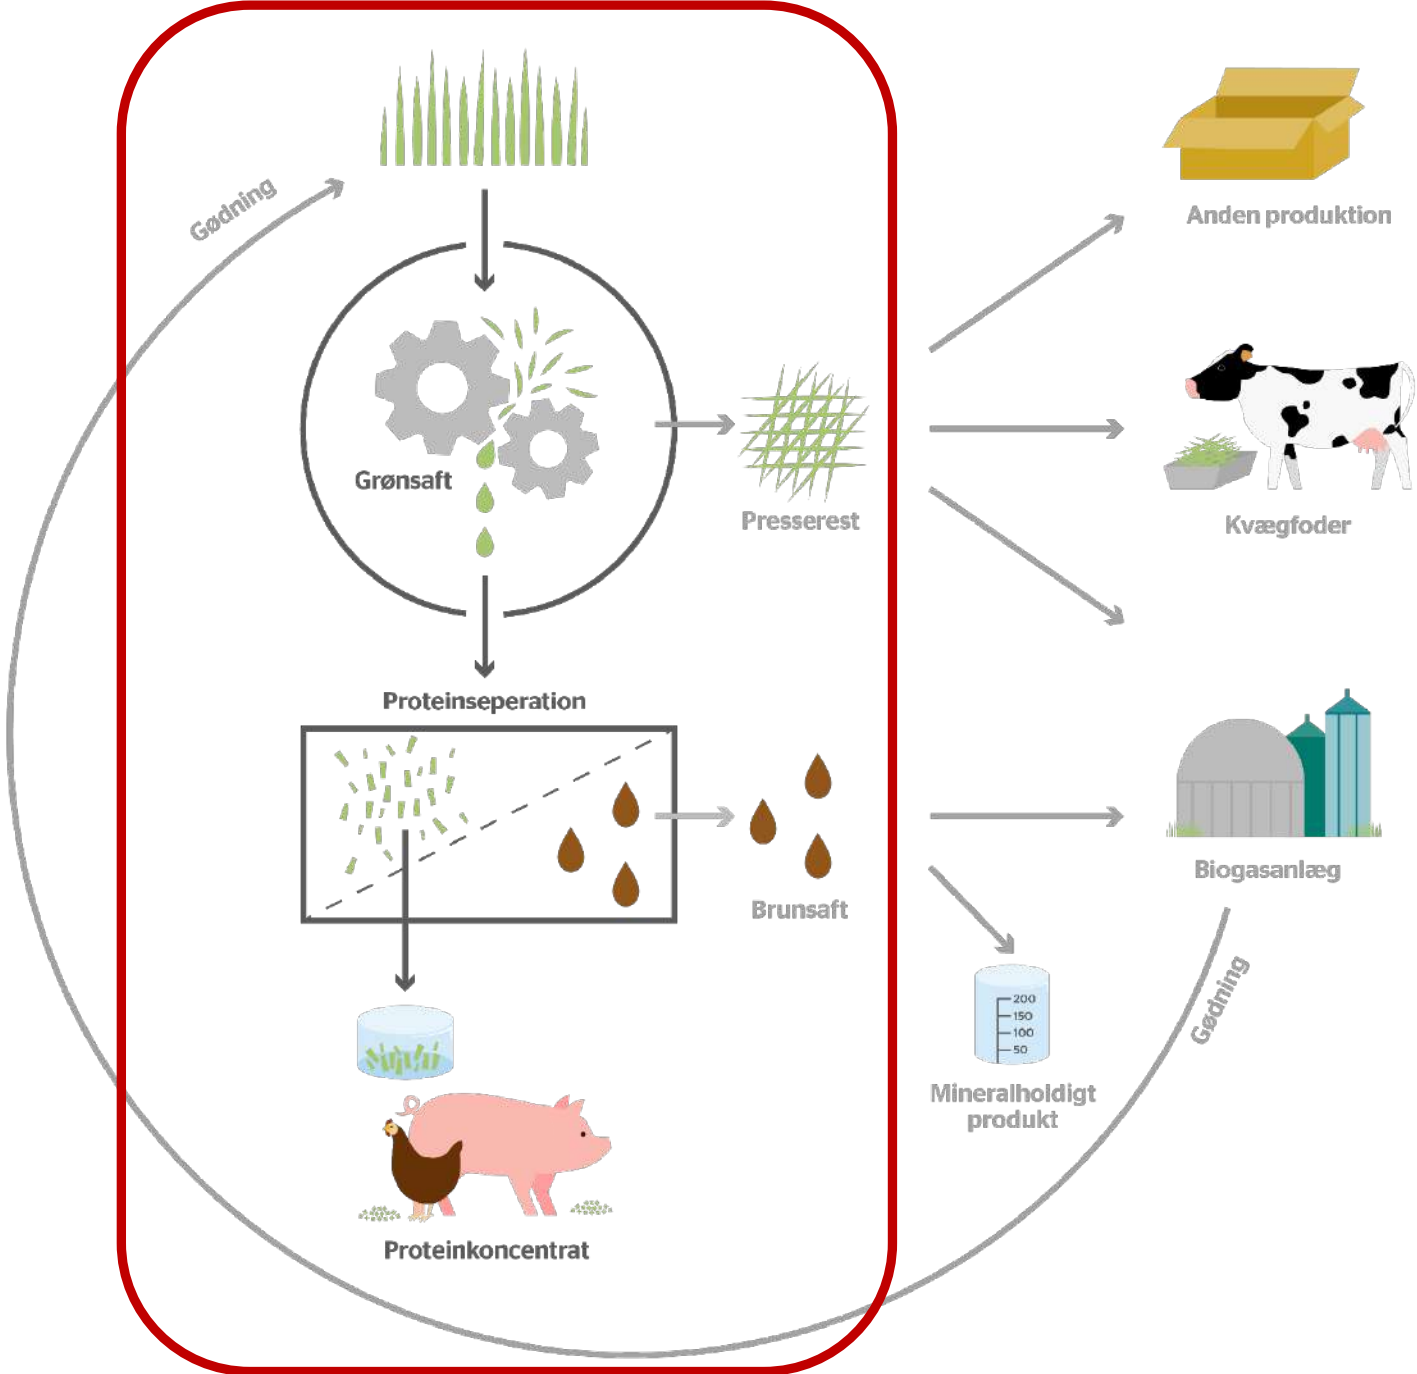 Gødning
Anden produktion
Grønsaft
Presserest
Kvægfoder
Proteinseperation
Brunsaft
Biogasanlæg
200
150
100
50
Mineralholdigt
produkt
Gødning
Proteinkoncentrat